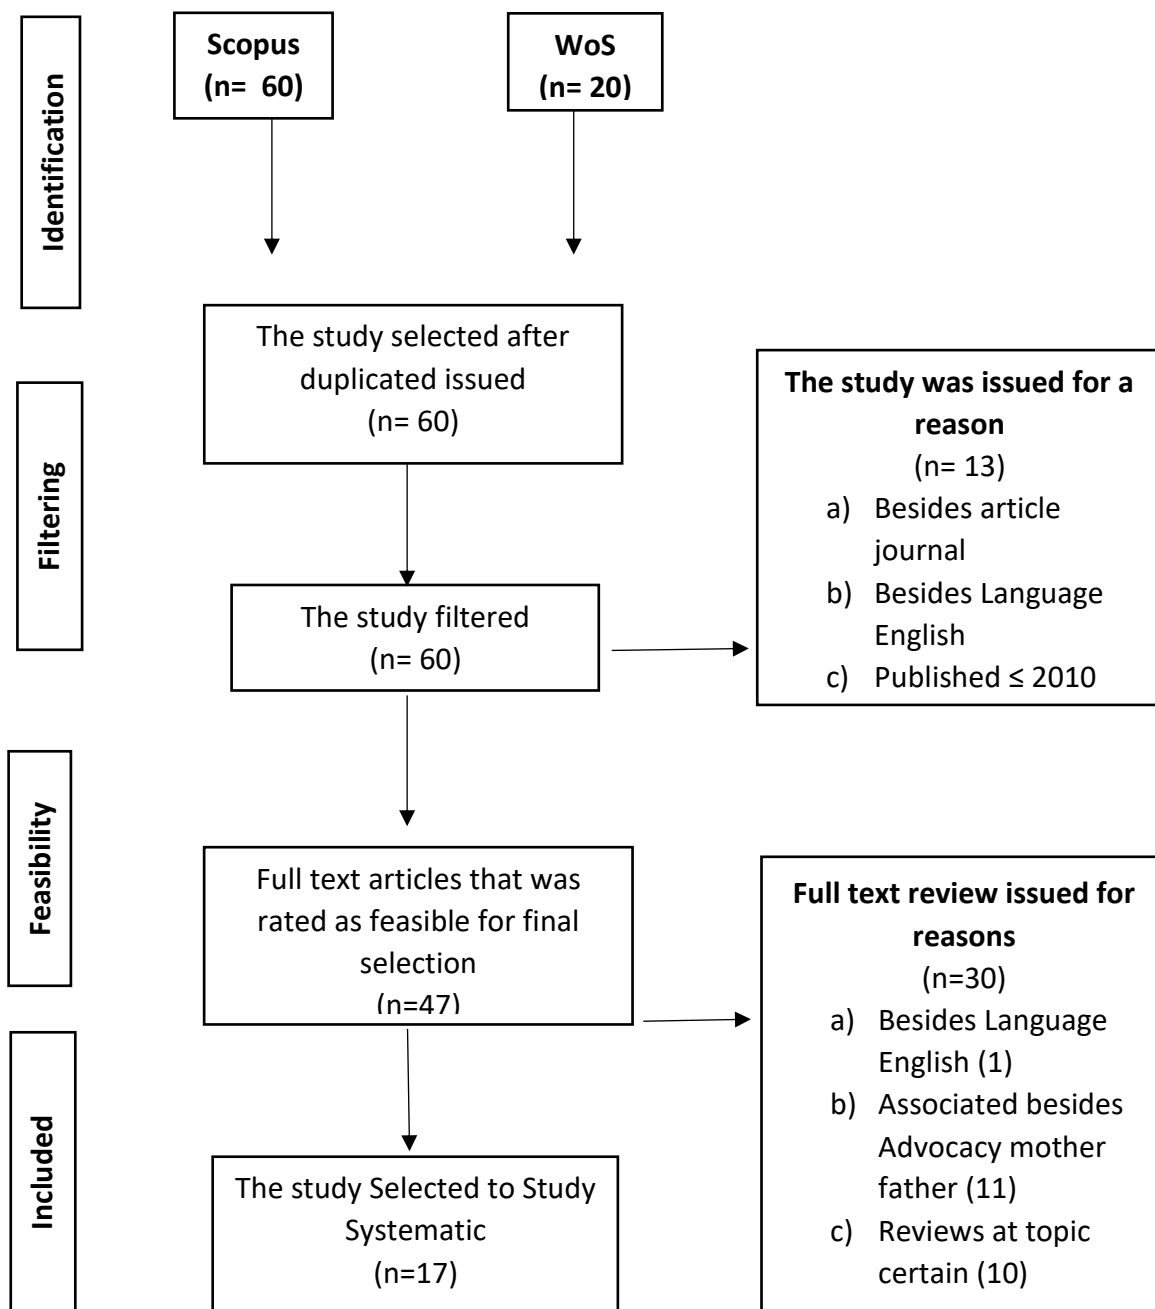 Identification
Scopus
(n= 60)
WoS
(n= 20)
Filtering
The study selected after
duplicated issued
(n= 60)
The study was issued for a
reason
(n= 13)
a) Besides article
journal
b) Besides Language
English
c) Published ≤ 2010
The study filtered
(n= 60)
Feasibility
Full text articles that was
rated as feasible for final
selection
(n=47)
Full text review issued for
reasons
(n=30)
a) Besides Language
English (1)
b) Associated besides
Advocacy mother
father (11)
c) Reviews at topic
certain (10)
Included
The study Selected to Study
Systematic
(n=17)